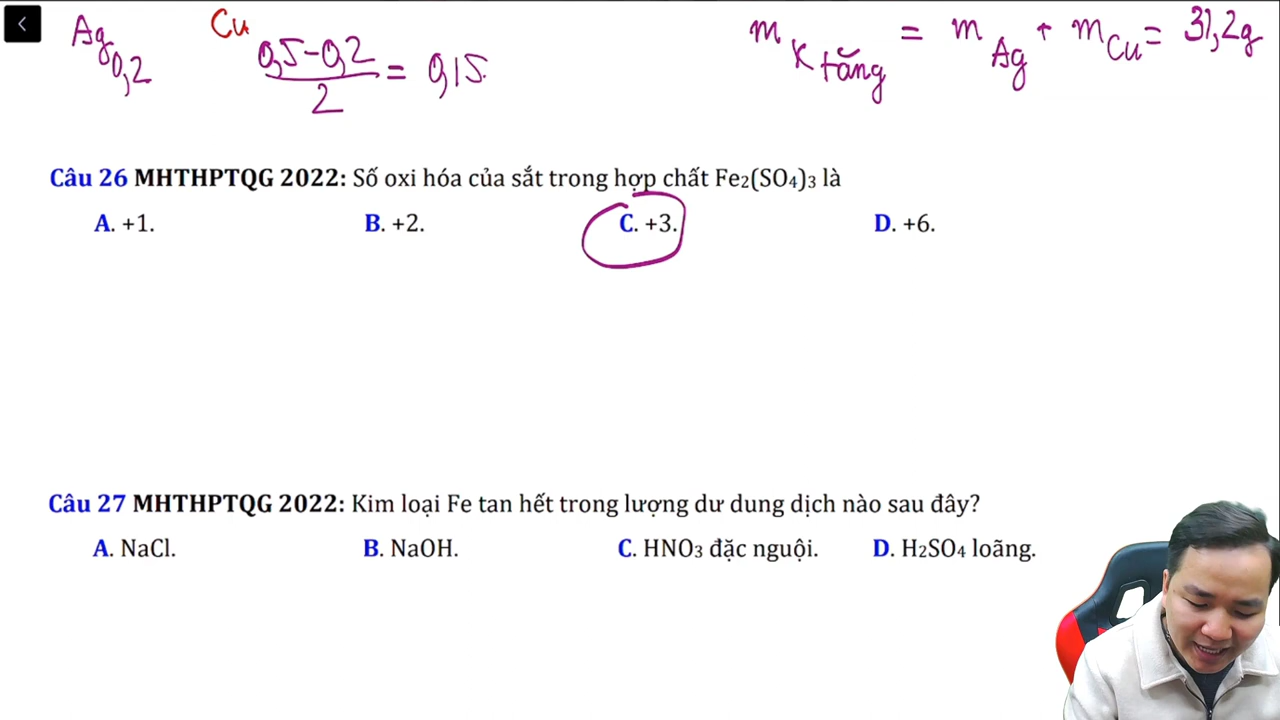 Ag 0,2 Cu (0,5-0,2)/2 = 0,15 m K tăng = m Ag + m Cu = 31,2g
Câu 26 MHTHPTQG 2022: Số oxi hóa của sắt trong hợp chất Fe₂(SO₄)₃ là
A. +1. B. +2. C. +3. D. +6.
Câu 27 MHTHPTQG 2022: Kim loại Fe tan hết trong lượng dư dung dịch nào sau đây?
A. NaCl. B. NaOH. C. HNO₃ đặc nguội. D. H₂SO₄ loãng.